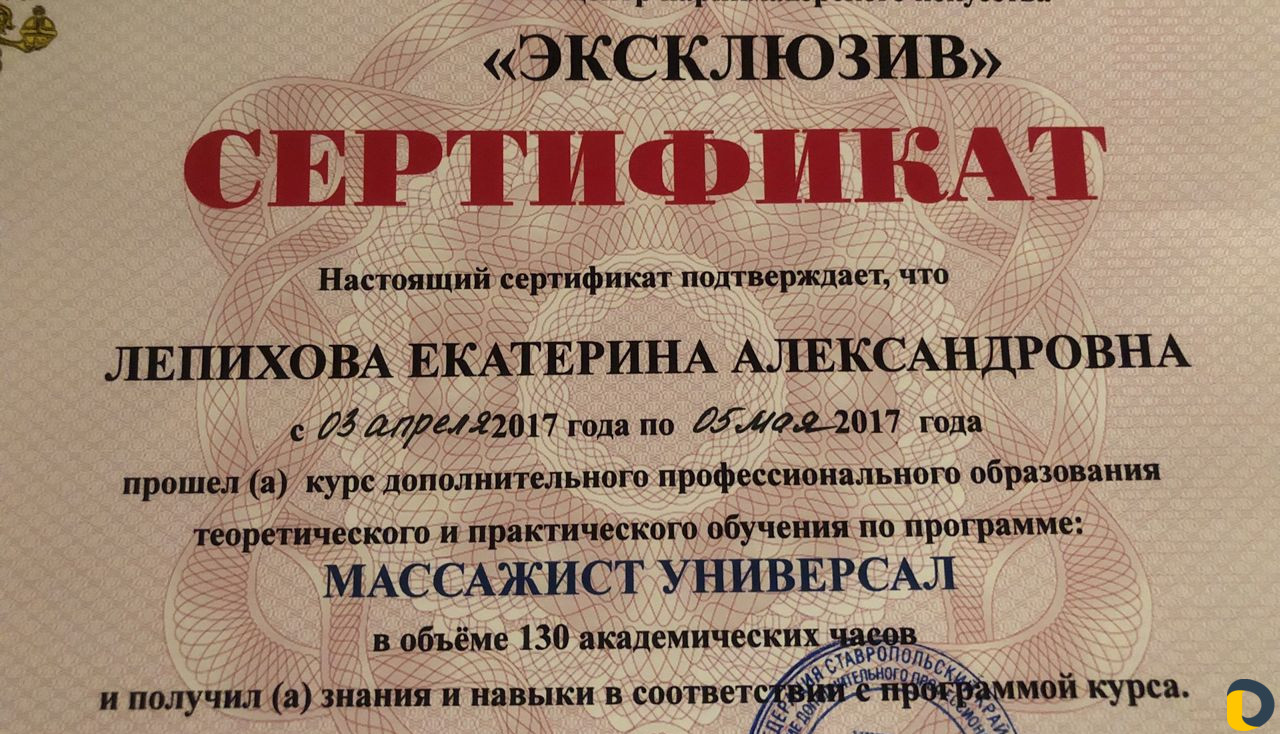 «ЭКСКЛЮЗИВ»
СЕРТИФИКАТ
Настоящий сертификат подтверждает, что
ЛЕПИХОВА ЕКАТЕРИНА АЛЕКСАНДРОВНА
с 03 апреля 2017 года по 05 мая 2017 года
прошел (а) курс дополнительного профессионального образования
теоретического и практического обучения по программе:
МАССАЖИСТ УНИВЕРСАЛ
в объёме 130 академических часов
и получил (а) знания и навыки в соответствии с программой курса.
СТАВРОПОЛЬСКИЙ КРАЙ